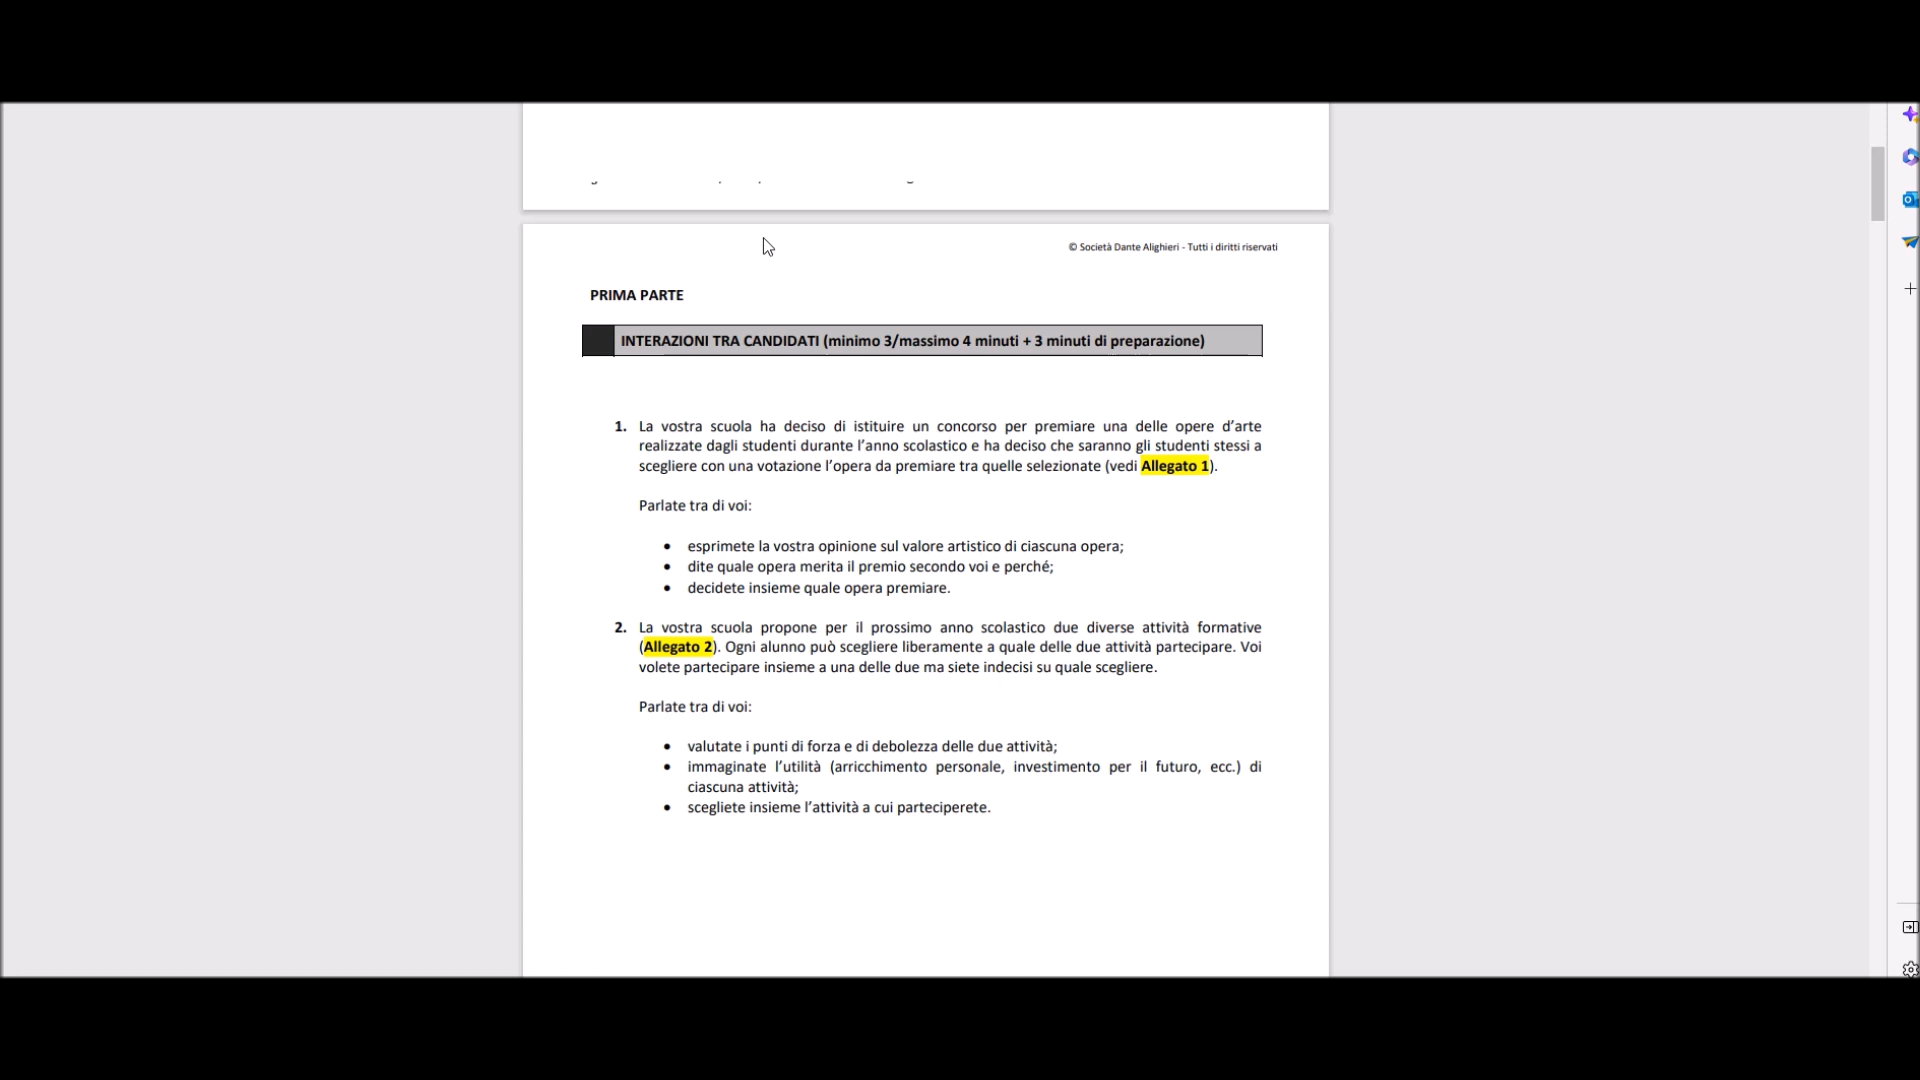 © Società Dante Alighieri - Tutti i diritti riservati
PRIMA PARTE
INTERAZIONI TRA CANDIDATI (minimo 3/massimo 4 minuti + 3 minuti di preparazione)
1. La vostra scuola ha deciso di istituire un concorso per premiare una delle opere d’arte
realizzate dagli studenti durante l’anno scolastico e ha deciso che saranno gli studenti stessi a
scegliere con una votazione l’opera da premiare tra quelle selezionate (vedi Allegato 1).
Parlate tra di voi:
• esprimete la vostra opinione sul valore artistico di ciascuna opera;
• dite quale opera merita il premio secondo voi e perché;
• decidete insieme quale opera premiare.
2. La vostra scuola propone per il prossimo anno scolastico due diverse attività formative
(Allegato 2). Ogni alunno può scegliere liberamente a quale delle due attività partecipare. Voi
volete partecipare insieme a una delle due ma siete indecisi su quale scegliere.
Parlate tra di voi:
• valutate i punti di forza e di debolezza delle due attività;
• immaginate l’utilità (arricchimento personale, investimento per il futuro, ecc.) di
ciascuna attività;
• scegliete insieme l’attività a cui parteciperete.